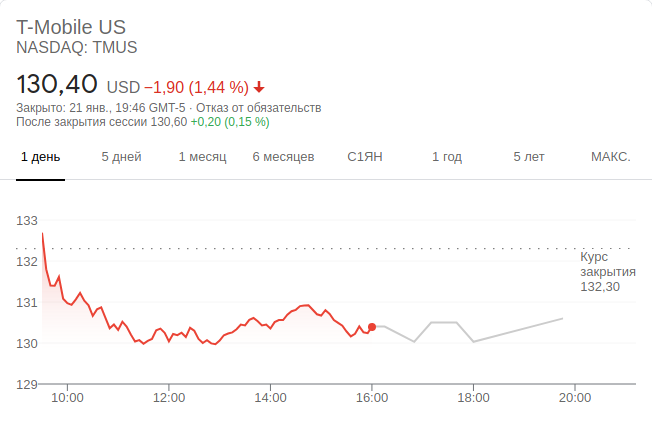 T-Mobile US
NASDAQ: TMUS
130,40 USD −1,90 (1,44 %)
Закрыто: 21 янв., 19:46 GMT-5 · Отказ от обязательств
После закрытия сессии 130,60 +0,20 (0,15 %)
1 день 5 дней 1 месяц 6 месяцев С1ЯН 1 год 5 лет МАКС.
133
132
131
130
129
Курс
закрытия
132,30
10:00 12:00 14:00 16:00 18:00 20:00